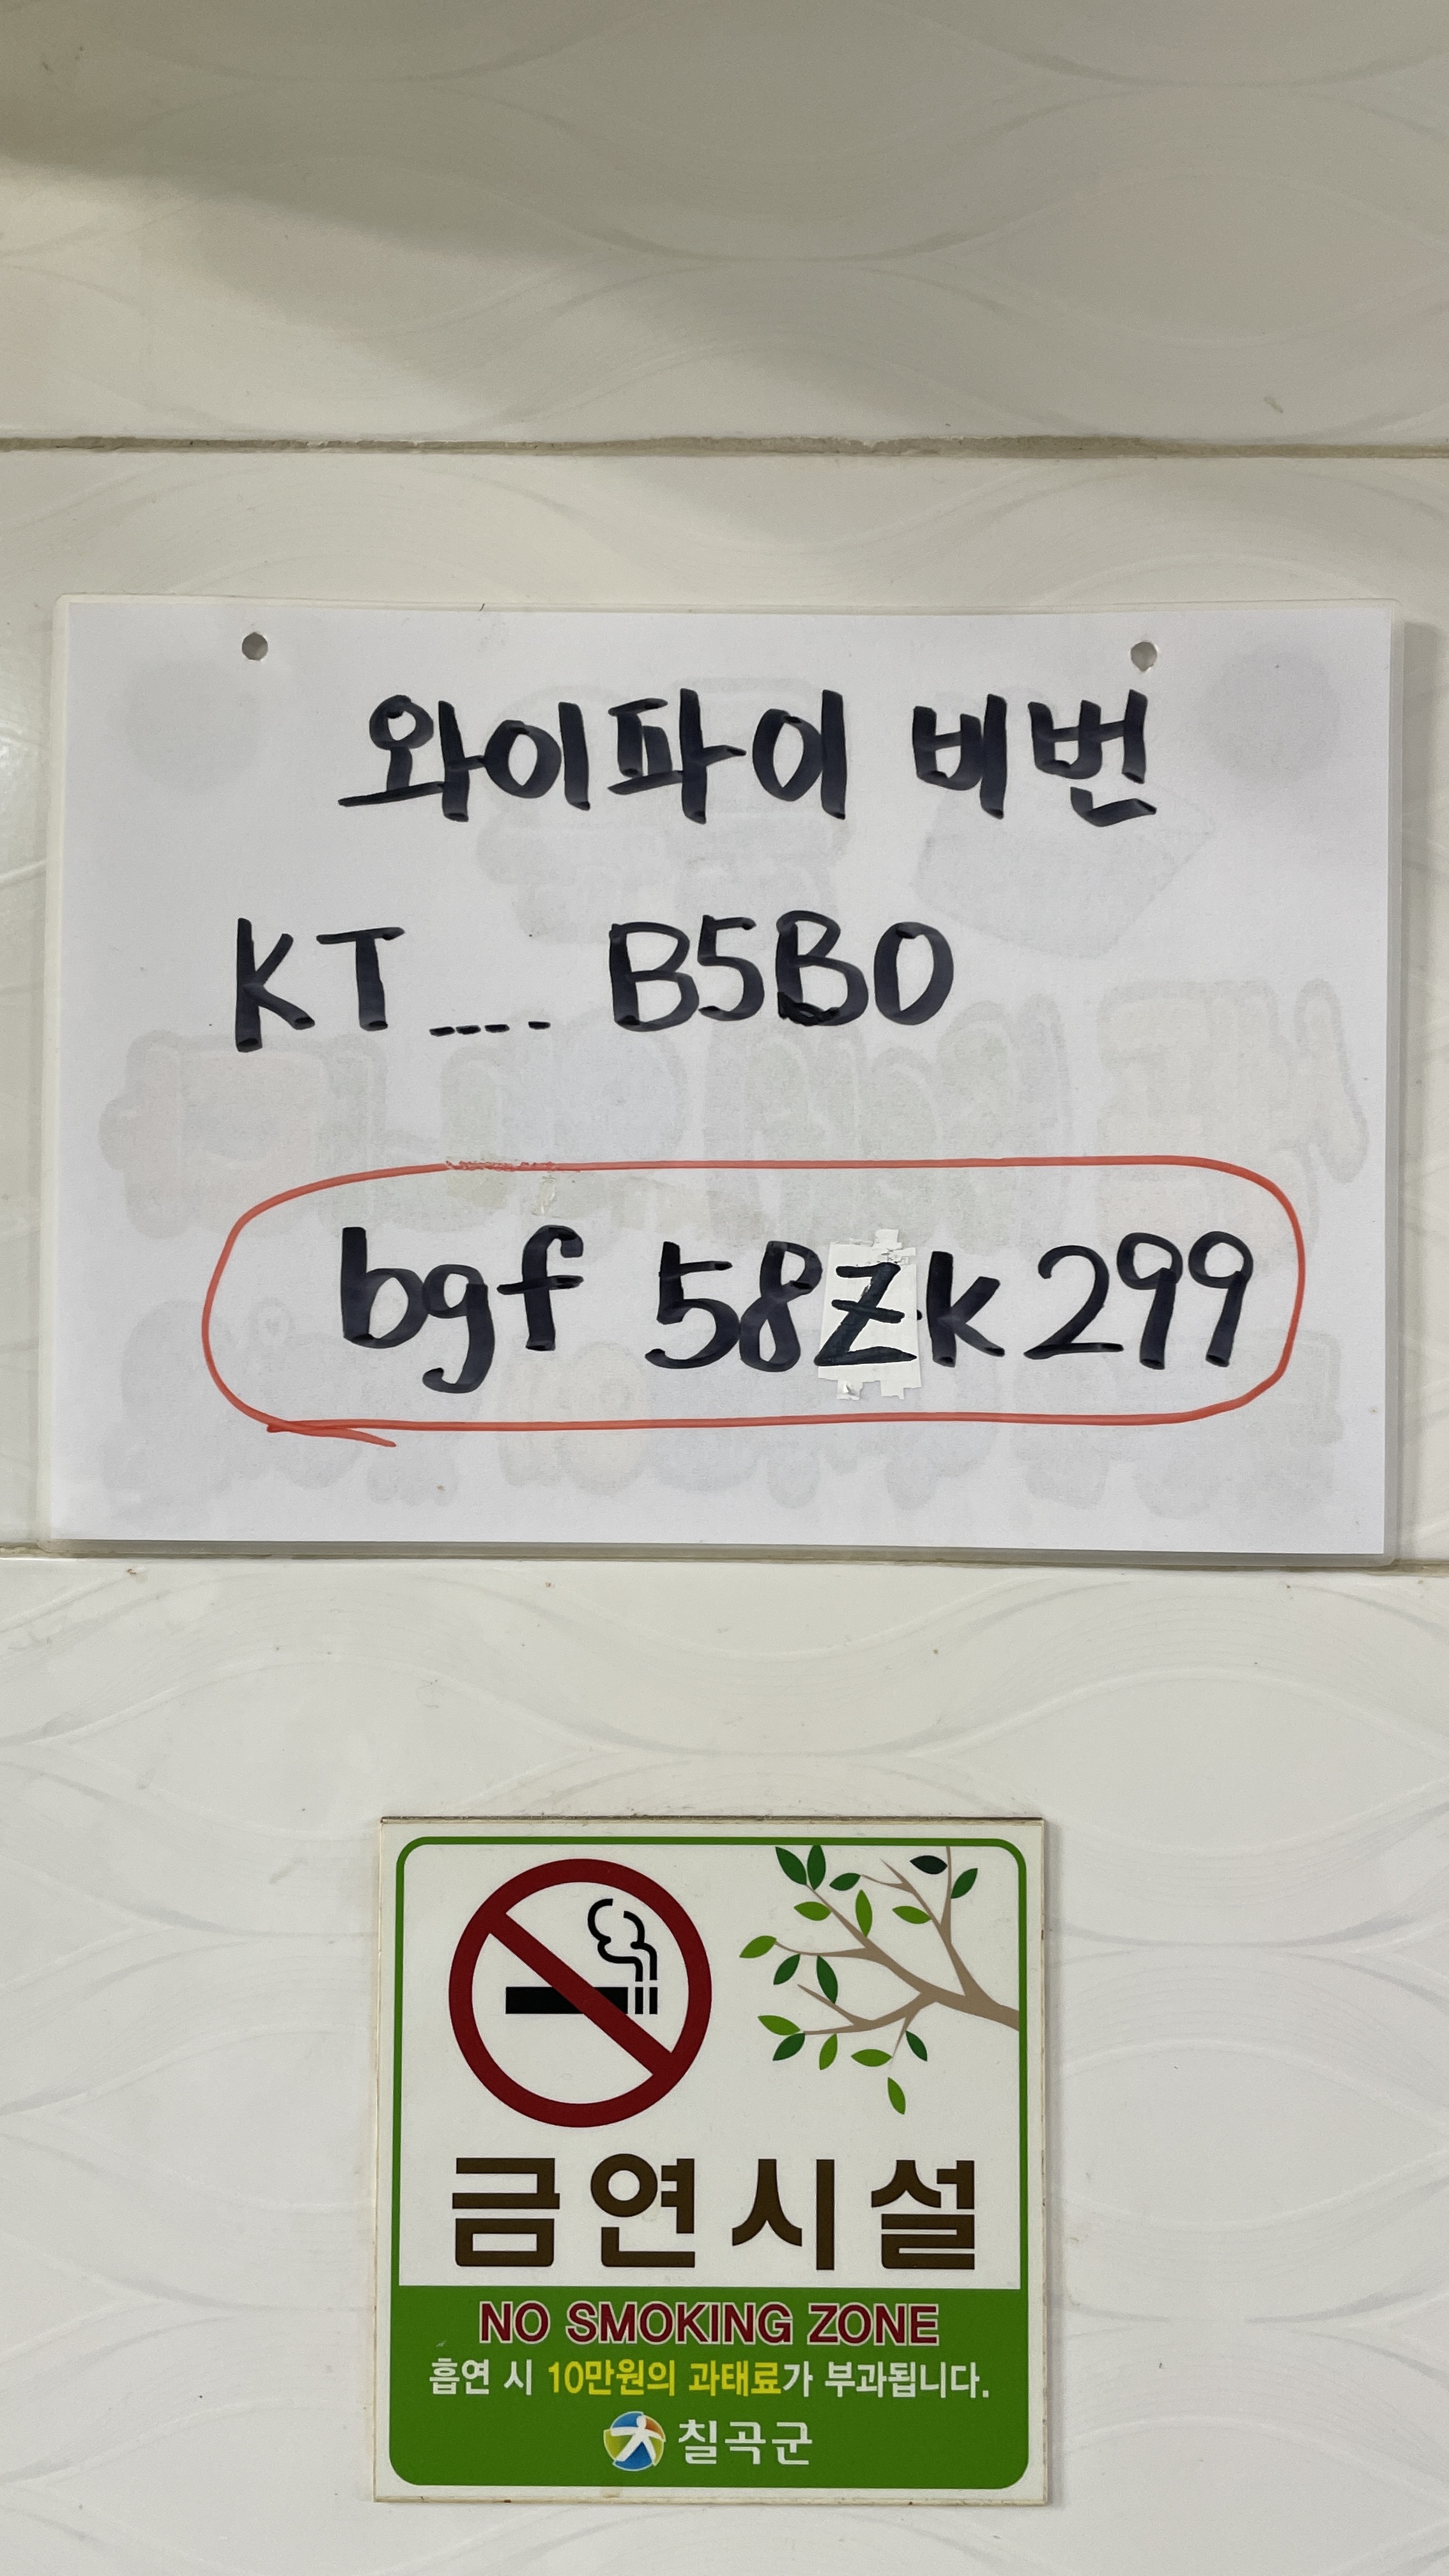 와이파이 비번
KT _ _ _ _ B5B0
bgf 58zk299
금연시설
NO SMOKING ZONE
흡연 시 10만원의 과태료가 부과됩니다.
칠곡군